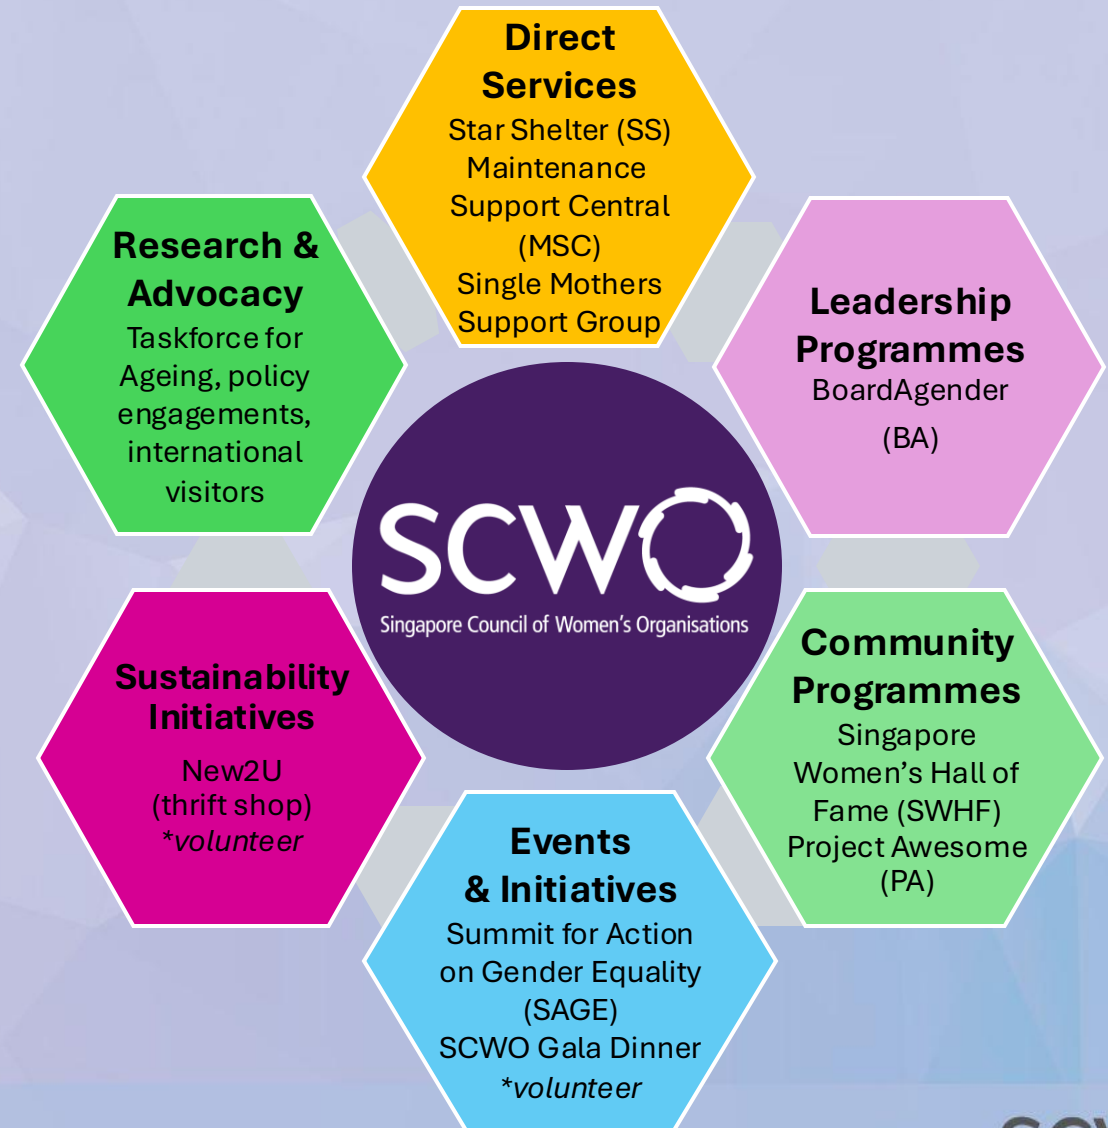 Direct
Services
Star Shelter (SS)
Maintenance
Support Central
(MSC)
Single Mothers
Support Group
Research &
Advocacy
Taskforce for
Ageing, policy
engagements,
international
visitors
Leadership
Programmes
BoardAgender
(BA)
SCWO
Singapore Council of Women's Organisations
Sustainability
Initiatives
New2U
(thrift shop)
*volunteer
Community
Programmes
Singapore
Women's Hall of
Fame (SWHF)
Project Awesome
(PA)
Events
& Initiatives
Summit for Action
on Gender Equality
(SAGE)
SCWO Gala Dinner
*volunteer